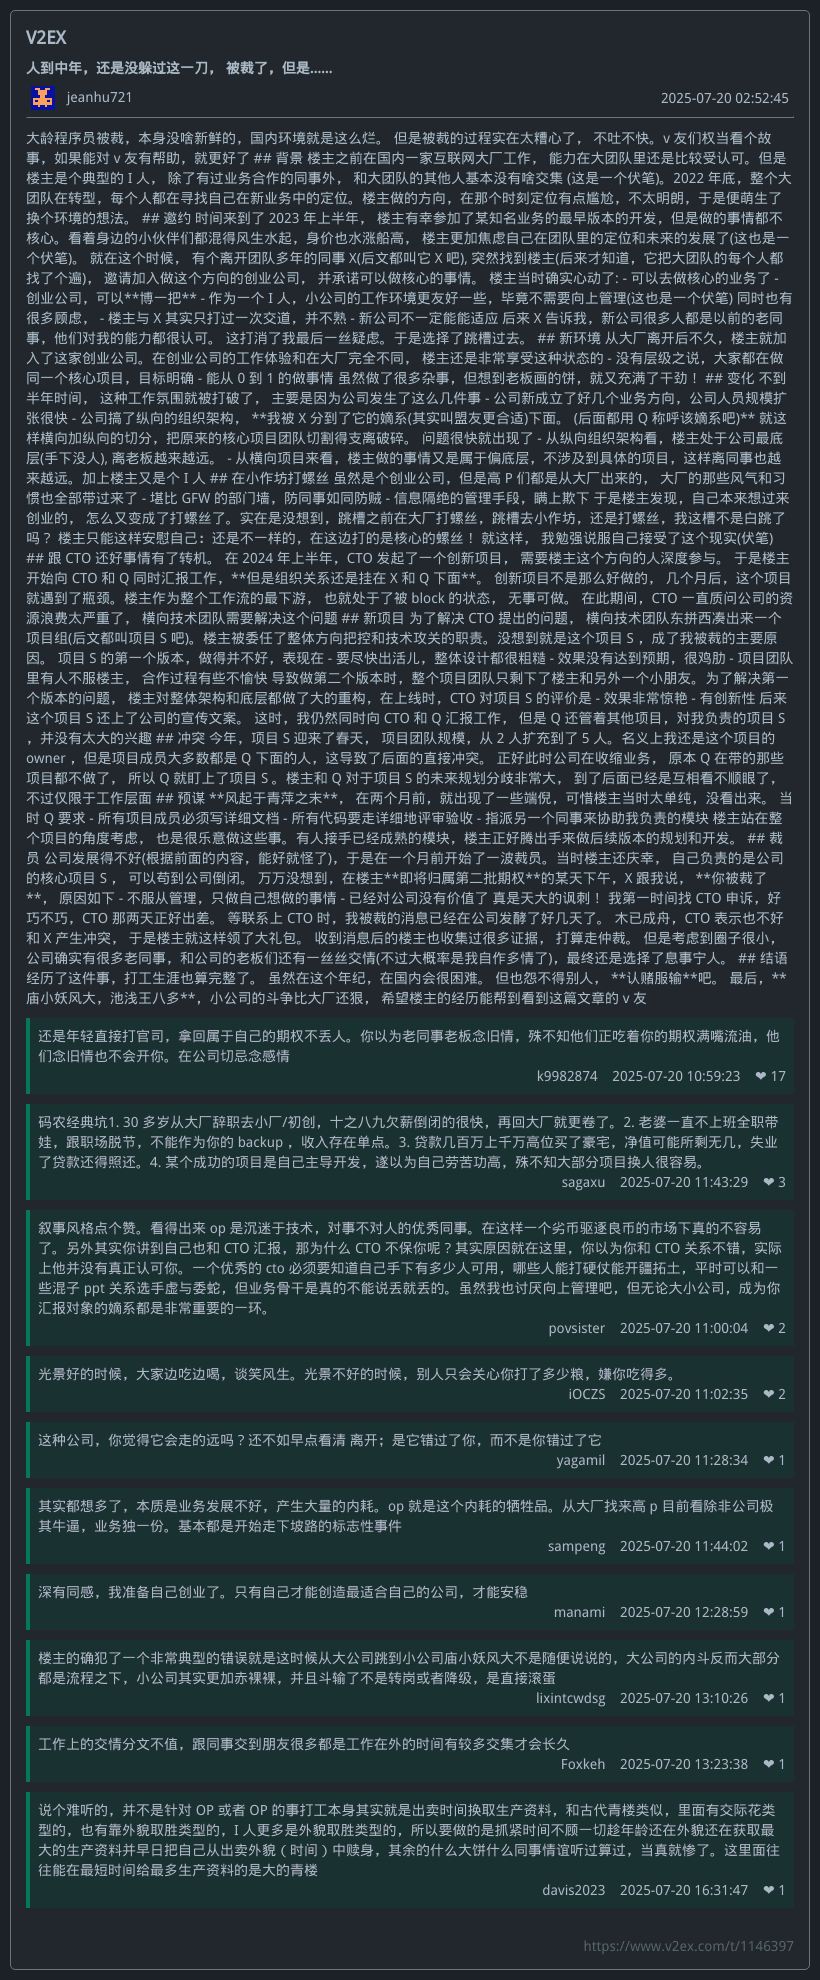 V2EX
人到中年，还是没躲过这一刀， 被裁了，但是......
jeanhu721
2025-07-20 02:52:45
大龄程序员被裁，本身没啥新鲜的，国内环境就是这么烂。 但是被裁的过程实在太糟心了， 不吐不快。v 友们权当看个故
事，如果能对 v 友有帮助，就更好了 ## 背景 楼主之前在国内一家互联网大厂工作， 能力在大团队里还是比较受认可。但是
楼主是个典型的 I 人， 除了有过业务合作的同事外， 和大团队的其他人基本没有啥交集 (这是一个伏笔)。2022 年底，整个大
团队在转型，每个人都在寻找自己在新业务中的定位。楼主做的方向，在那个时刻定位有点尴尬，不太明朗，于是便萌生了
换个环境的想法。 ## 邀约 时间来到了 2023 年上半年， 楼主有幸参加了某知名业务的最早版本的开发，但是做的事情都不
核心。看着身边的小伙伴们都混得风生水起，身价也水涨船高， 楼主更加焦虑自己在团队里的定位和未来的发展了(这也是一
个伏笔)。 就在这个时候， 有个离开团队多年的同事 X(后文都叫它 X 吧), 突然找到楼主(后来才知道，它把大团队的每个人都
找了个遍)， 邀请加入做这个方向的创业公司， 并承诺可以做核心的事情。 楼主当时确实心动了: - 可以去做核心的业务了 -
创业公司，可以**博一把** - 作为一个 I 人，小公司的工作环境更友好一些，毕竟不需要向上管理(这也是一个伏笔) 同时也有
很多顾虑， - 楼主与 X 其实只打过一次交道，并不熟 - 新公司不一定能能适应 后来 X 告诉我，新公司很多人都是以前的老同
事，他们对我的能力都很认可。 这打消了我最后一丝疑虑。于是选择了跳槽过去。 ## 新环境 从大厂离开后不久，楼主就加
入了这家创业公司。在创业公司的工作体验和在大厂完全不同， 楼主还是非常享受这种状态的 - 没有层级之说，大家都在做
同一个核心项目，目标明确 - 能从 0 到 1 的做事情 虽然做了很多杂事，但想到老板画的饼，就又充满了干劲！ ## 变化 不到
半年时间， 这种工作氛围就被打破了， 主要是因为公司发生了这么几件事 - 公司新成立了好几个业务方向，公司人员规模扩
张很快 - 公司搞了纵向的组织架构， **我被 X 分到了它的嫡系(其实叫盟友更合适)下面。 (后面都用 Q 称呼该嫡系吧)** 就这
样横向加纵向的切分，把原来的核心项目团队切割得支离破碎。 问题很快就出现了 - 从纵向组织架构看，楼主处于公司最底
层(手下没人), 离老板越来越远。 - 从横向项目来看，楼主做的事情又是属于偏底层，不涉及到具体的项目，这样离同事也越
来越远。加上楼主又是个 I 人 ## 在小作坊打螺丝 虽然是个创业公司，但是高 P 们都是从大厂出来的， 大厂的那些风气和习
惯也全部带过来了 - 堪比 GFW 的部门墙，防同事如同防贼 - 信息隔绝的管理手段，瞒上欺下 于是楼主发现，自己本来想过来
创业的， 怎么又变成了打螺丝了。实在是没想到，跳槽之前在大厂打螺丝，跳槽去小作坊，还是打螺丝，我这槽不是白跳了
吗？ 楼主只能这样安慰自己：还是不一样的，在这边打的是核心的螺丝！ 就这样， 我勉强说服自己接受了这个现实(伏笔)
## 跟 CTO 还好事情有了转机。 在 2024 年上半年，CTO 发起了一个创新项目， 需要楼主这个方向的人深度参与。 于是楼主
开始向 CTO 和 Q 同时汇报工作，**但是组织关系还是挂在 X 和 Q 下面**。 创新项目不是那么好做的， 几个月后，这个项目
就遇到了瓶颈。楼主作为整个工作流的最下游， 也就处于了被 block 的状态， 无事可做。 在此期间，CTO 一直质问公司的资
源浪费太严重了， 横向技术团队需要解决这个问题 ## 新项目 为了解决 CTO 提出的问题， 横向技术团队东拼西凑出来一个
项目组(后文都叫项目 S 吧)。楼主被委任了整体方向把控和技术攻关的职责。没想到就是这个项目 S ，成了我被裁的主要原
因。 项目 S 的第一个版本，做得并不好，表现在 - 要尽快出活儿，整体设计都很粗糙 - 效果没有达到预期，很鸡肋 - 项目团队
里有人不服楼主， 合作过程有些不愉快 导致做第二个版本时，整个项目团队只剩下了楼主和另外一个小朋友。为了解决第一
个版本的问题， 楼主对整体架构和底层都做了大的重构，在上线时，CTO 对项目 S 的评价是 - 效果非常惊艳 - 有创新性 后来
这个项目 S 还上了公司的宣传文案。 这时，我仍然同时向 CTO 和 Q 汇报工作， 但是 Q 还管着其他项目，对我负责的项目 S
，并没有太大的兴趣 ## 冲突 今年，项目 S 迎来了春天， 项目团队规模，从 2 人扩充到了 5 人。名义上我还是这个项目的
owner ，但是项目成员大多数都是 Q 下面的人，这导致了后面的直接冲突。 正好此时公司在收缩业务， 原本 Q 在带的那些
项目都不做了， 所以 Q 就盯上了项目 S 。楼主和 Q 对于项目 S 的未来规划分歧非常大， 到了后面已经是互相看不顺眼了，
不过仅限于工作层面 ## 预谋 **风起于青萍之末**， 在两个月前，就出现了一些端倪，可惜楼主当时太单纯，没看出来。 当
时 Q 要求 - 所有项目成员必须写详细文档 - 所有代码要走详细地评审验收 - 指派另一个同事来协助我负责的模块 楼主站在整
个项目的角度考虑， 也是很乐意做这些事。有人接手已经成熟的模块，楼主正好腾出手来做后续版本的规划和开发。 ## 裁
员 公司发展得不好(根据前面的内容，能好就怪了)，于是在一个月前开始了一波裁员。当时楼主还庆幸， 自己负责的是公司
的核心项目 S ， 可以苟到公司倒闭。 万万没想到，在楼主**即将归属第二批期权**的某天下午，X 跟我说， **你被裁了
**， 原因如下 - 不服从管理，只做自己想做的事情 - 已经对公司没有价值了 真是天大的讽刺！ 我第一时间找 CTO 申诉，好
巧不巧，CTO 那两天正好出差。 等联系上 CTO 时，我被裁的消息已经在公司发酵了好几天了。 木已成舟，CTO 表示也不好
和 X 产生冲突， 于是楼主就这样领了大礼包。 收到消息后的楼主也收集过很多证据， 打算走仲裁。 但是考虑到圈子很小，
公司确实有很多老同事，和公司的老板们还有一丝丝交情(不过大概率是我自作多情了)，最终还是选择了息事宁人。 ## 结语
经历了这件事，打工生涯也算完整了。 虽然在这个年纪，在国内会很困难。 但也怨不得别人， **认赌服输**吧。 最后，**
庙小妖风大，池浅王八多**，小公司的斗争比大厂还狠， 希望楼主的经历能帮到看到这篇文章的 v 友
还是年轻直接打官司，拿回属于自己的期权不丢人。你以为老同事老板念旧情，殊不知他们正吃着你的期权满嘴流油，他
们念旧情也不会开你。在公司切忌念感情
k9982874 2025-07-20 10:59:23 ❤ 17
码农经典坑1. 30 多岁从大厂辞职去小厂/初创，十之八九欠薪倒闭的很快，再回大厂就更卷了。2. 老婆一直不上班全职带
娃，跟职场脱节，不能作为你的 backup ，收入存在单点。3. 贷款几百万上千万高位买了豪宅，净值可能所剩无几，失业
了贷款还得照还。4. 某个成功的项目是自己主导开发，遂以为自己劳苦功高，殊不知大部分项目换人很容易。
sagaxu 2025-07-20 11:43:29 ❤ 3
叙事风格点个赞。看得出来 op 是沉迷于技术，对事不对人的优秀同事。在这样一个劣币驱逐良币的市场下真的不容易
了。另外其实你讲到自己也和 CTO 汇报，那为什么 CTO 不保你呢？其实原因就在这里，你以为你和 CTO 关系不错，实际
上他并没有真正认可你。一个优秀的 cto 必须要知道自己手下有多少人可用，哪些人能打硬仗能开疆拓土，平时可以和一
些混子 ppt 关系选手虚与委蛇，但业务骨干是真的不能说丢就丢的。虽然我也讨厌向上管理吧，但无论大小公司，成为你
汇报对象的嫡系都是非常重要的一环。
povsister 2025-07-20 11:00:04 ❤ 2
光景好的时候，大家边吃边喝，谈笑风生。光景不好的时候，别人只会关心你打了多少粮，嫌你吃得多。
iOCZS 2025-07-20 11:02:35 ❤ 2
这种公司，你觉得它会走的远吗？还不如早点看清 离开；是它错过了你，而不是你错过了它
yagamil 2025-07-20 11:28:34 ❤ 1
其实都想多了，本质是业务发展不好，产生大量的内耗。op 就是这个内耗的牺牲品。从大厂找来高 p 目前看除非公司极
其牛逼，业务独一份。基本都是开始走下坡路的标志性事件
sampeng 2025-07-20 11:44:02 ❤ 1
深有同感，我准备自己创业了。只有自己才能创造最适合自己的公司，才能安稳
manami 2025-07-20 12:28:59 ❤ 1
楼主的确犯了一个非常典型的错误就是这时候从大公司跳到小公司庙小妖风大不是随便说说的，大公司的内斗反而大部分
都是流程之下，小公司其实更加赤裸裸，并且斗输了不是转岗或者降级，是直接滚蛋
lixintcwdsg 2025-07-20 13:10:26 ❤ 1
工作上的交情分文不值，跟同事交到朋友很多都是工作在外的时间有较多交集才会长久
Foxkeh 2025-07-20 13:23:38 ❤ 1
说个难听的，并不是针对 OP 或者 OP 的事打工本身其实就是出卖时间换取生产资料，和古代青楼类似，里面有交际花类
型的，也有靠外貌取胜类型的，I 人更多是外貌取胜类型的，所以要做的是抓紧时间不顾一切趁年龄还在外貌还在获取最
大的生产资料并早日把自己从出卖外貌（时间）中赎身，其余的什么大饼什么同事情谊听过算过，当真就惨了。这里面往
往能在最短时间给最多生产资料的是大的青楼
davis2023 2025-07-20 16:31:47 ❤ 1
https://www.v2ex.com/t/1146397